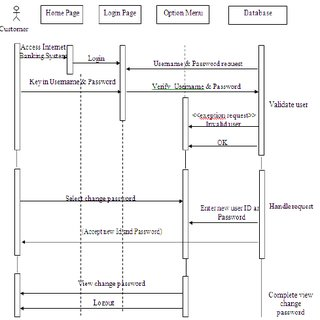 Home Page
Login Page
Option Menu
Database
Customer
Access Internet
Banking System
Login
Username & Password request
Key in Username & Password
Verify Username & Password
Validate user
<<exeption request>>
Invalid user
OK
Select change password
Enter new user ID and
Password
Handle request
(Accept new Id and Password)
View change password
Logout
Complete view
change
password